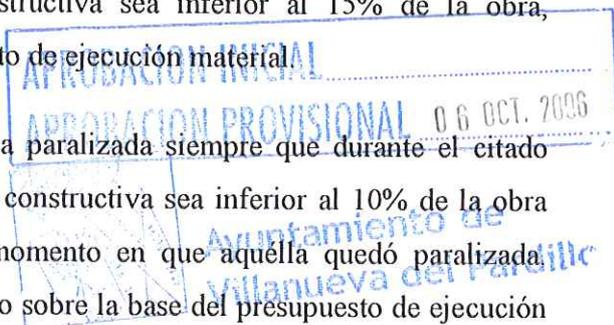 structiva sea inferior al 15% de la obra,
to de ejecución material.
APROBACIÓN INICIAL
APROBACIÓN PROVISIONAL 06 OCT. 2006
a paralizada siempre que durante el citado
constructiva sea inferior al 10% de la obra
Ayuntamiento de
momento en que aquélla quedó paralizada.
Villanueva del Pardillo
o sobre la base del presupuesto de ejecución